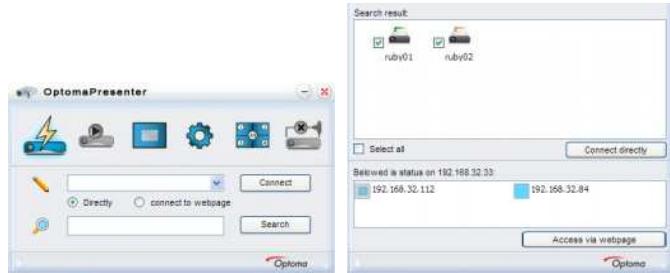 OptomaPresenter
Connect
Directly
connect to webpage
Search
Optoma
Search result:
ruby01
ruby02
Select all
Connect directly
Belowed is status on 192.168.32.33:
192.168.32.112
192.168.32.84
Access via webpage
Optoma